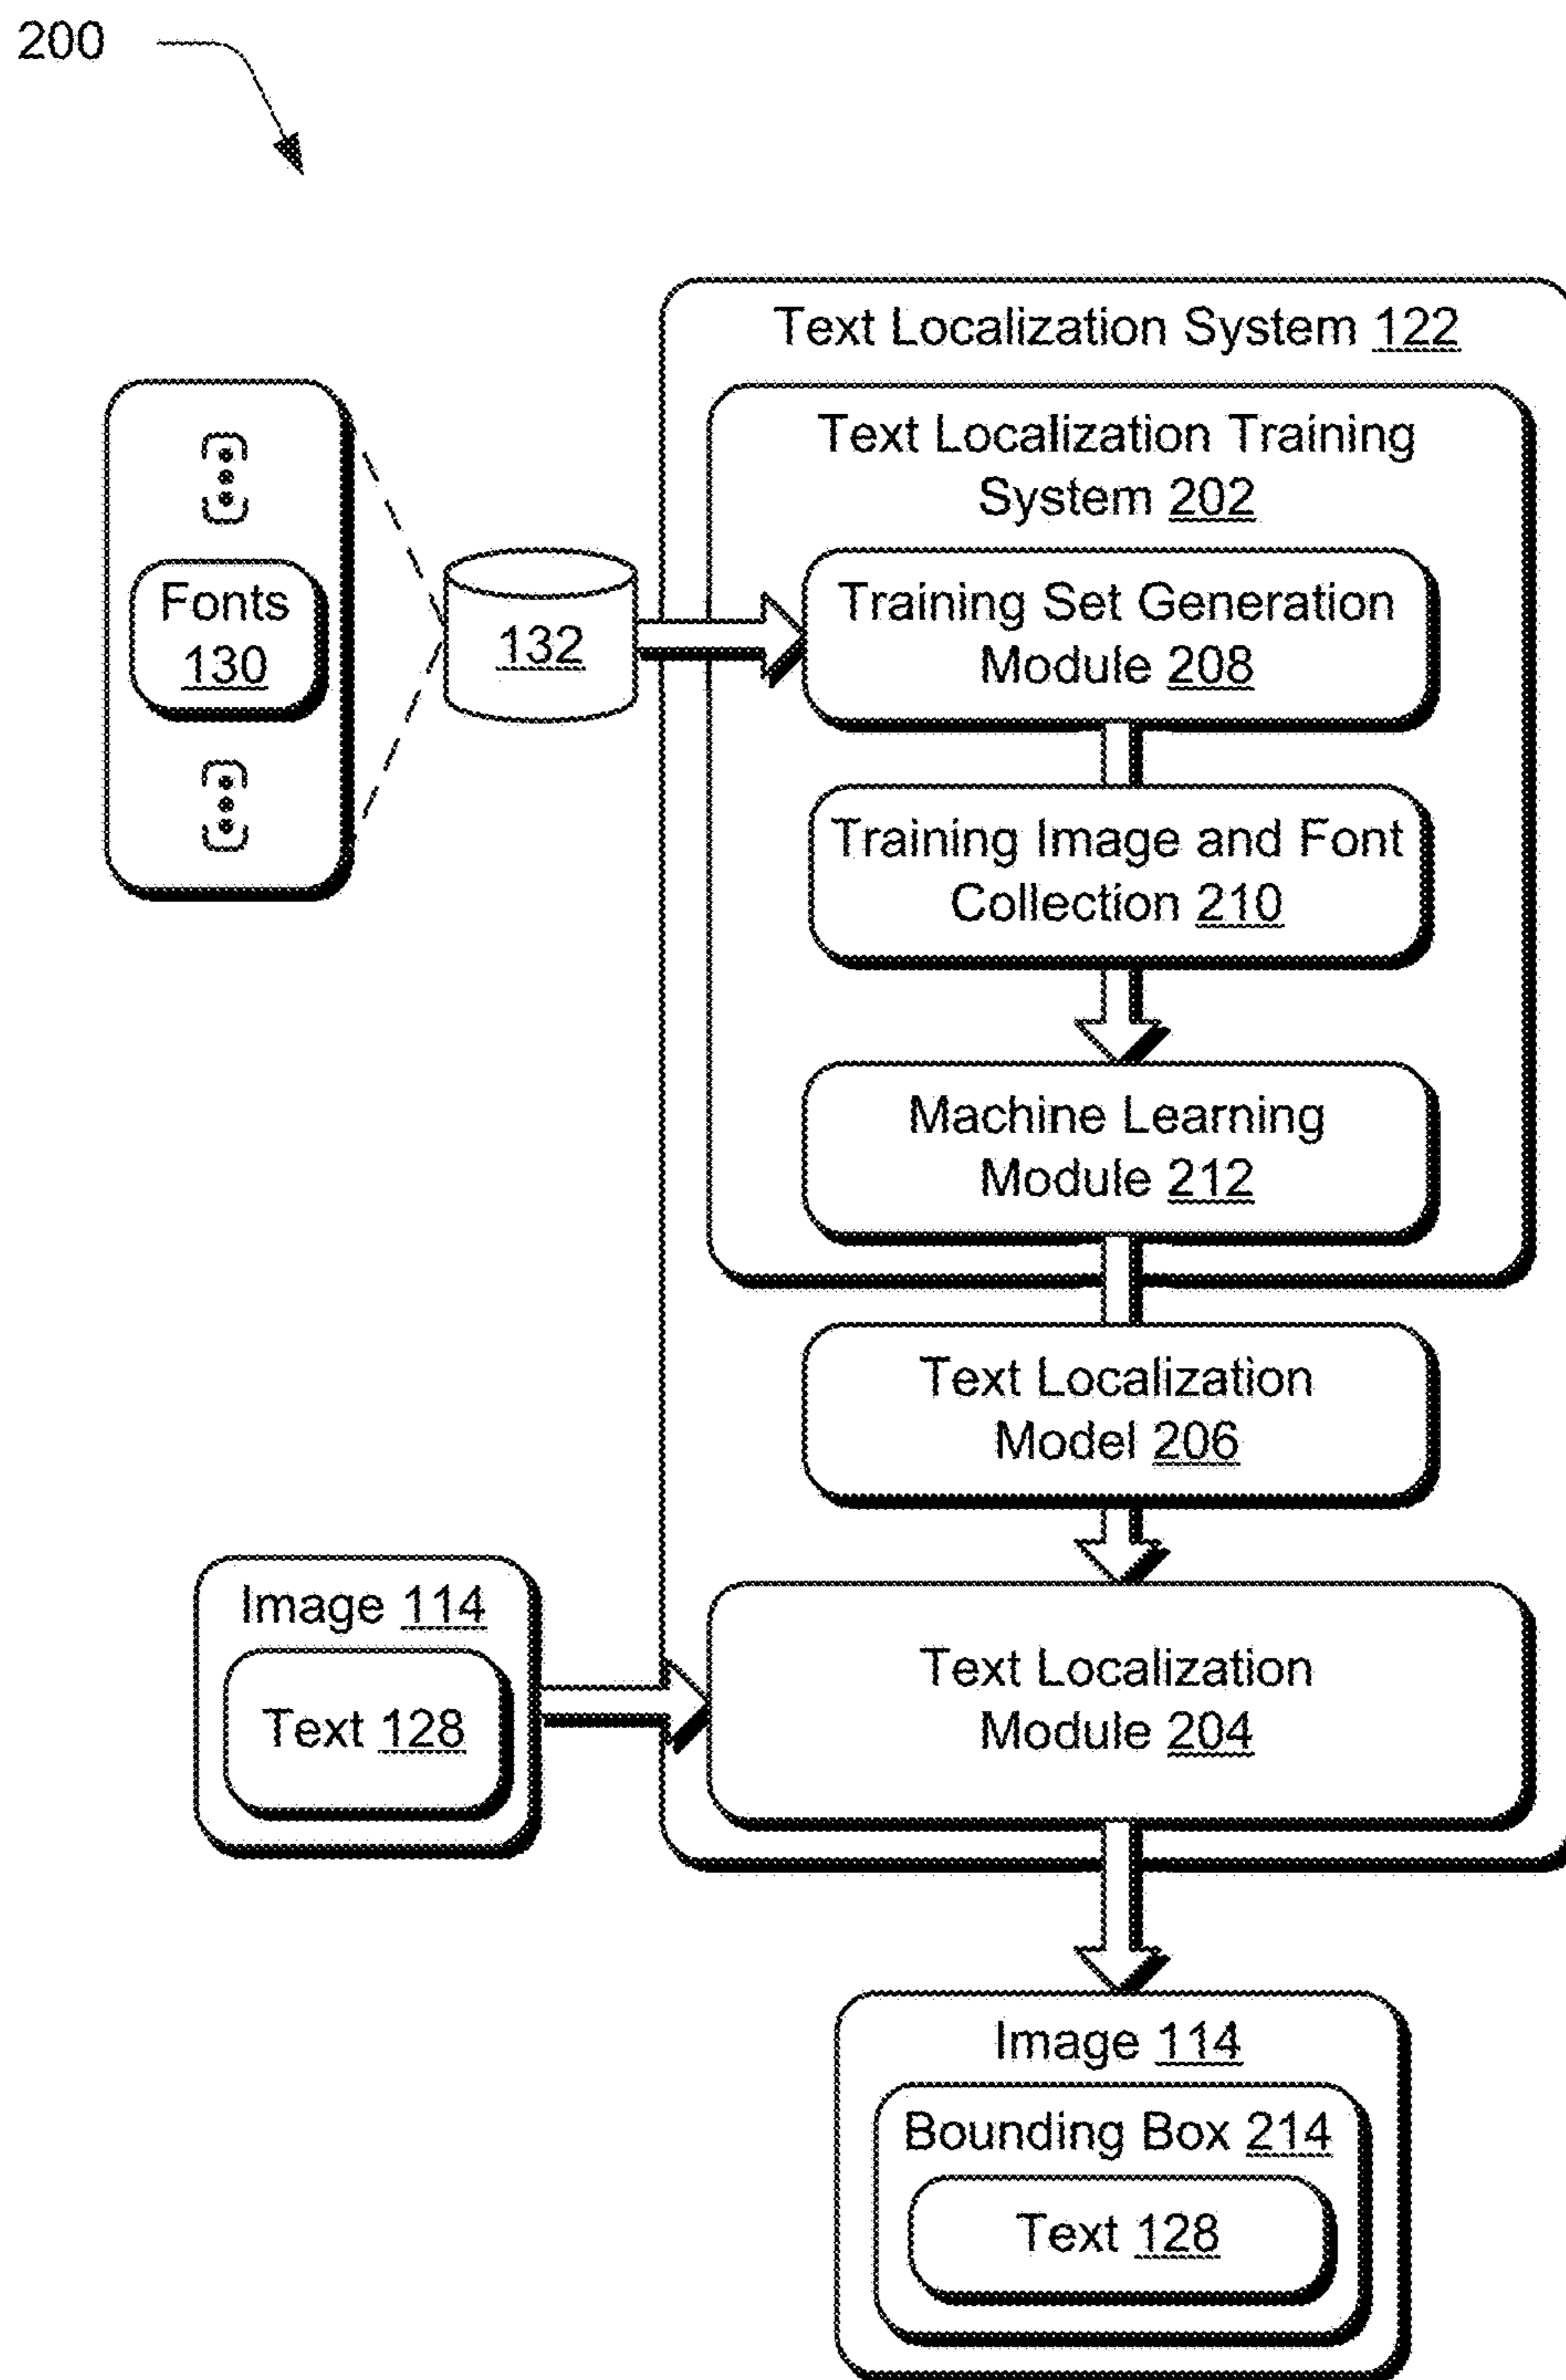 200
Text Localization System 122
Text Localization Training
System 202
Fonts
130
132
Training Set Generation
Module 208
Training Image and Font
Collection 210
Machine Learning
Module 212
Text Localization
Model 206
Image 114
Text 128
Text Localization
Module 204
Image 114
Bounding Box 214
Text 128